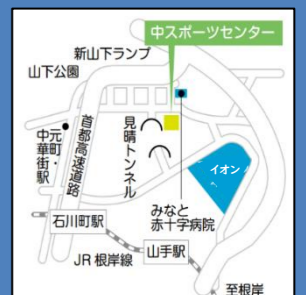 中スポーツセンター
新山下ランプ
山下公園
元町・
中華街駅
首都高速道路
見晴トンネル
イオン
みなと
赤十字病院
石川町駅
山手駅
JR根岸線
至根岸